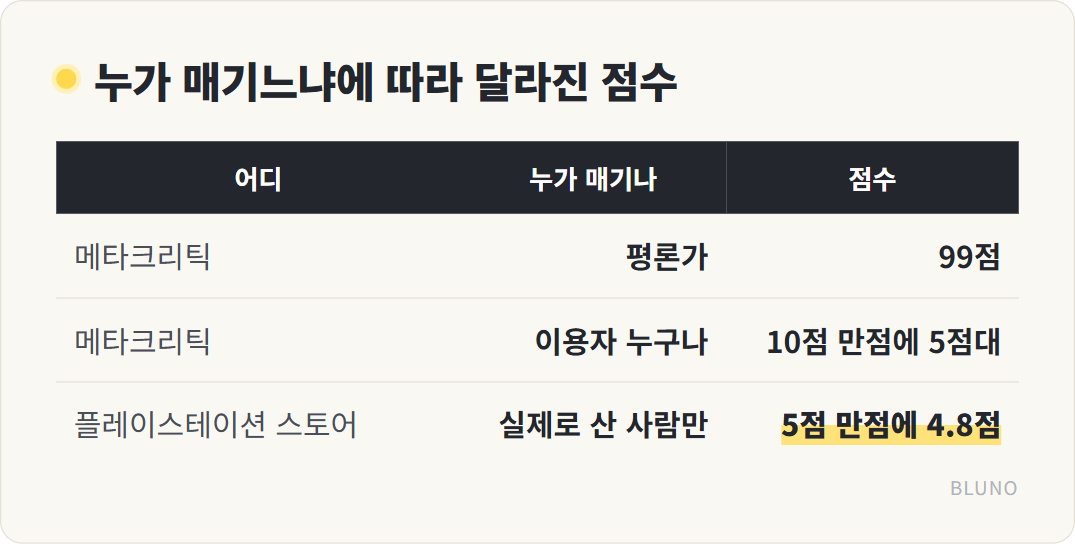 누가 매기느냐에 따라 달라진 점수
어디 누가 매기나 점수
메타크리틱 평론가 99점
메타크리틱 이용자 누구나 10점 만점에 5점대
플레이스테이션 스토어 실제로 산 사람만 5점 만점에 4.8점
BLUNO